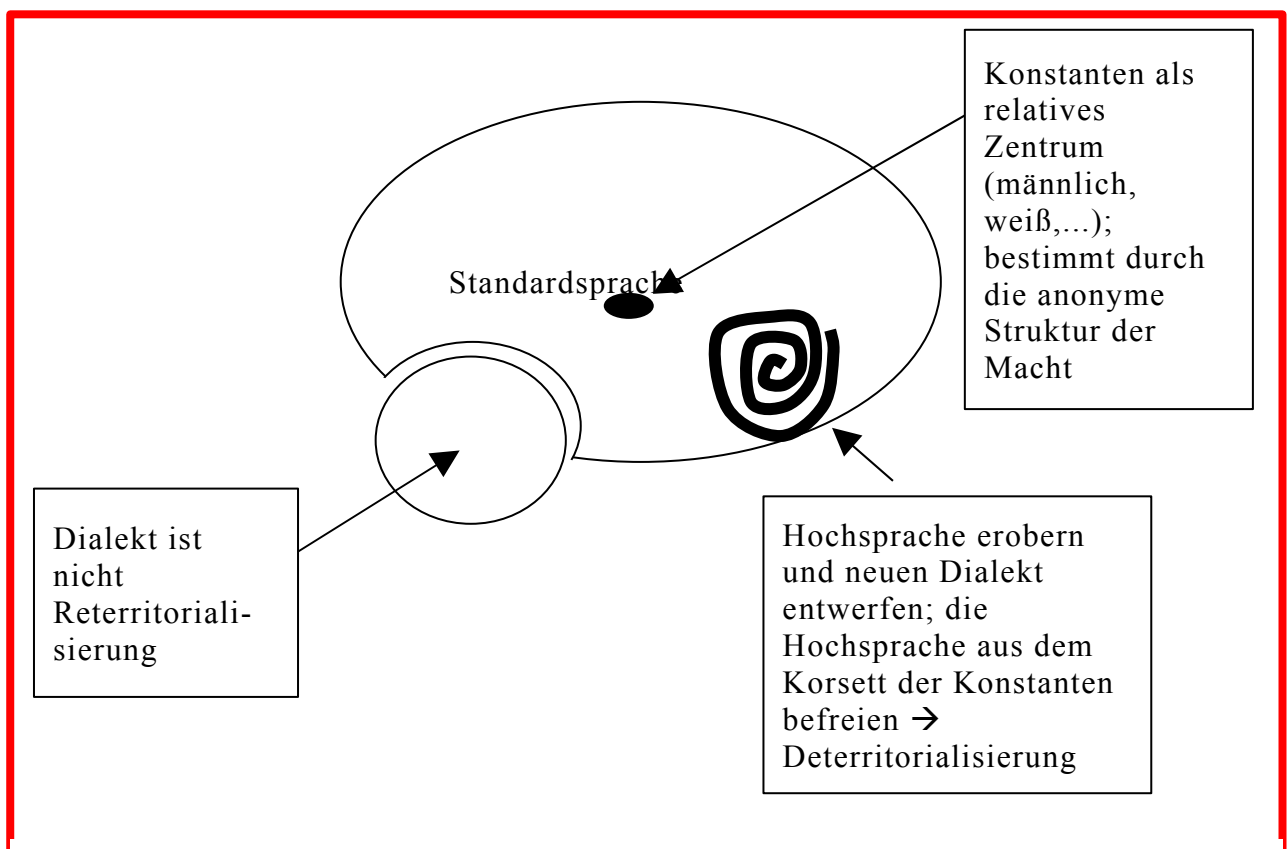 Konstanten als
relatives
Zentrum
(männlich,
weiß,...);
bestimmt durch
die anonyme
Struktur der
Macht
Standardsprache
Dialekt ist
nicht
Reterritoriali-
sierung
Hochsprache erobern
und neuen Dialekt
entwerfen; die
Hochsprache aus dem
Korsett der Konstanten
befreien →
Deterritorialisierung